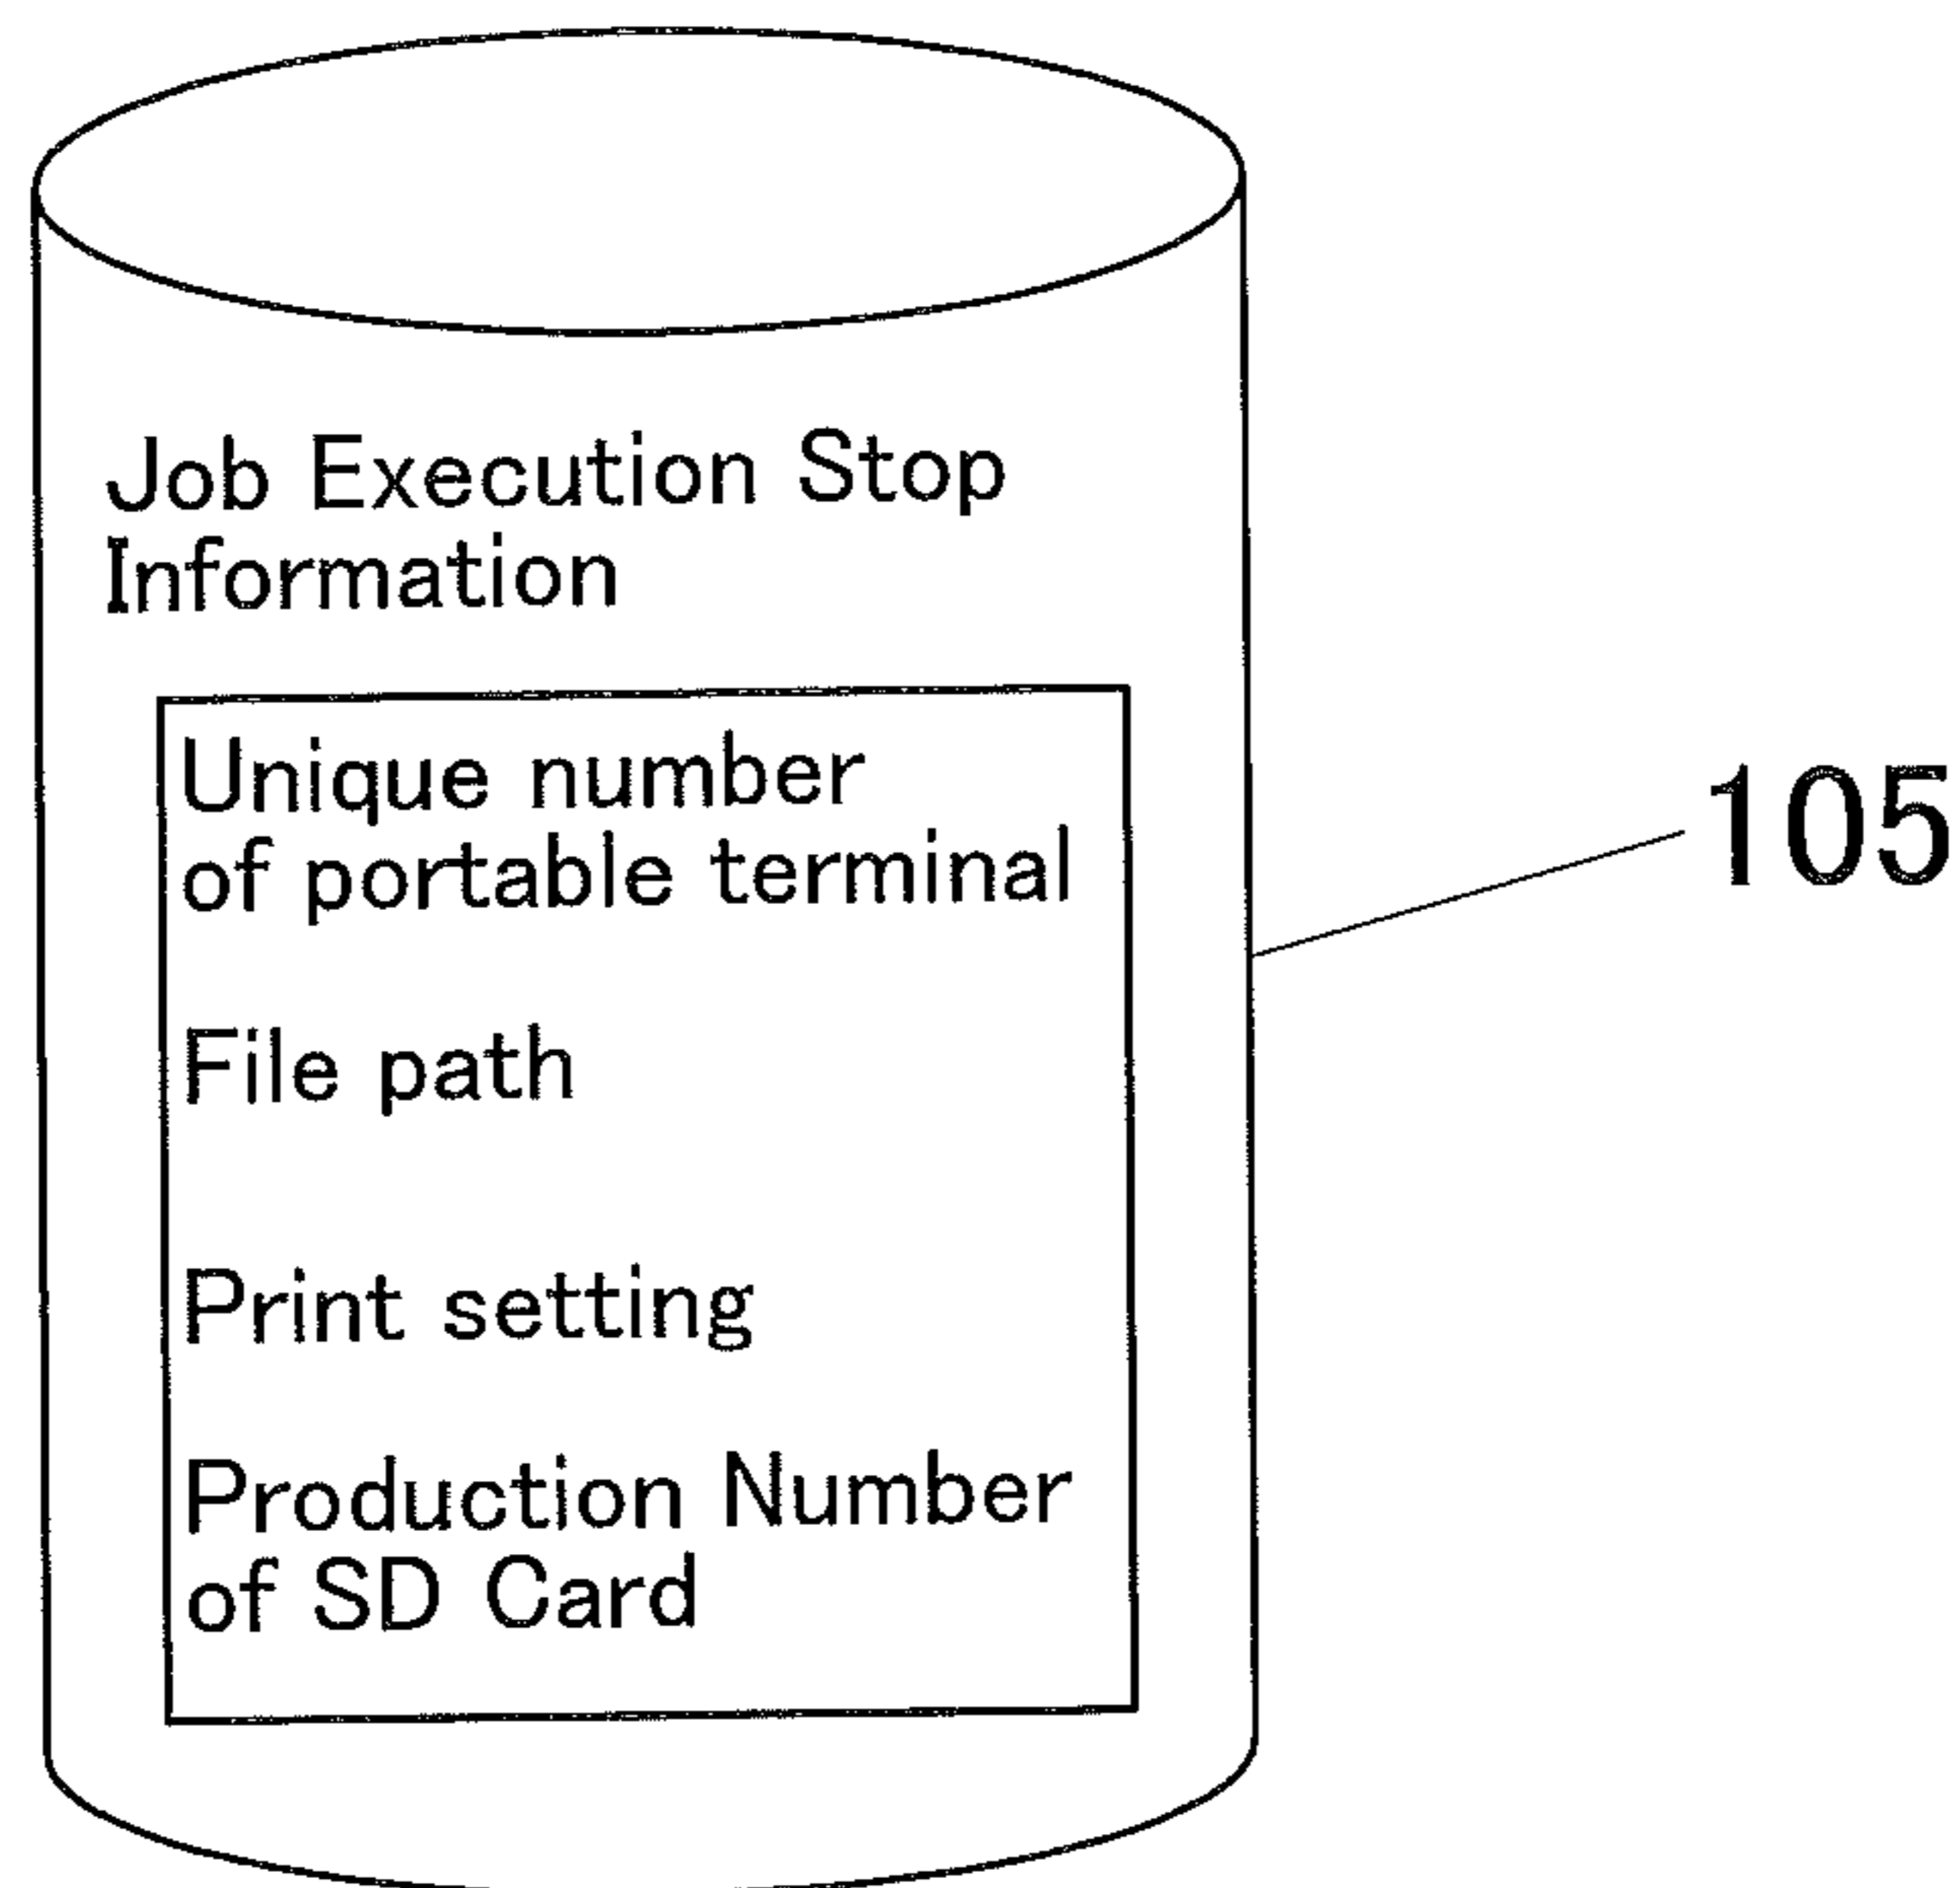 Job Execution Stop
Information
Unique number
of portable terminal
105
File path
Print setting
Production Number
of SD Card